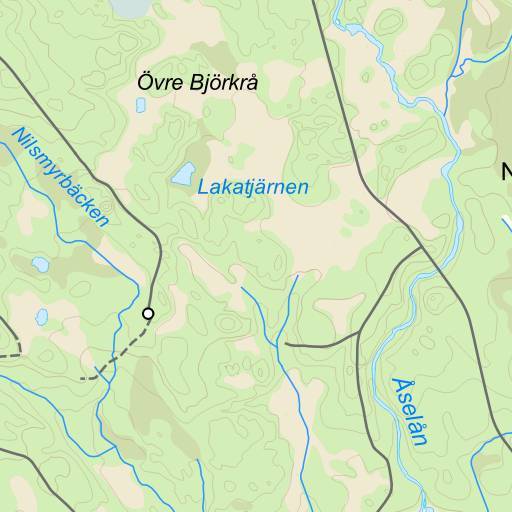 Övre Björkrå
Nilsmyrbäcken
Lakatjärnen
N
Åselån